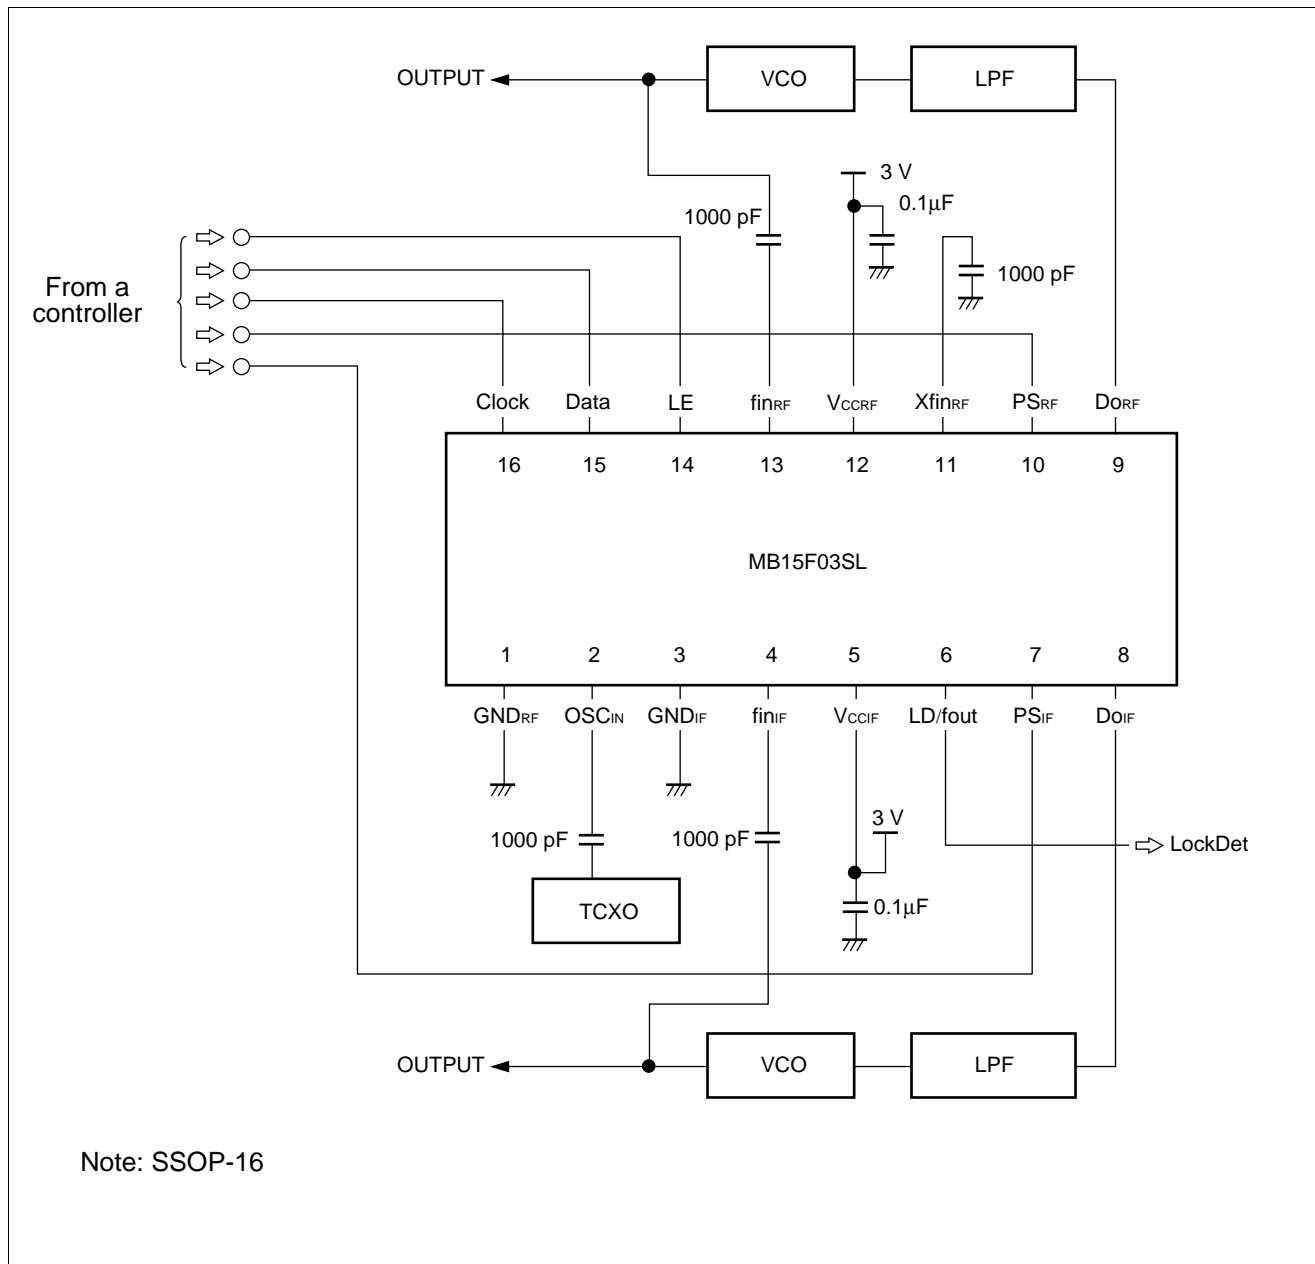 OUTPUT
VCO
LPF
3 V
0.1μF
1000 pF
1000 pF
From a
controller
Clock
Data
LE
finRF
VCCRF
XfinRF
PSRF
DoRF
16
15
14
13
12
11
10
9
MB15F03SL
1
2
3
4
5
6
7
8
GNDRF
OSCIN
GNDIF
finIF
VCCIF
LD/fout
PSIF
DoIF
1000 pF
1000 pF
3 V
LockDet
TCXO
0.1μF
OUTPUT
VCO
LPF
Note: SSOP-16